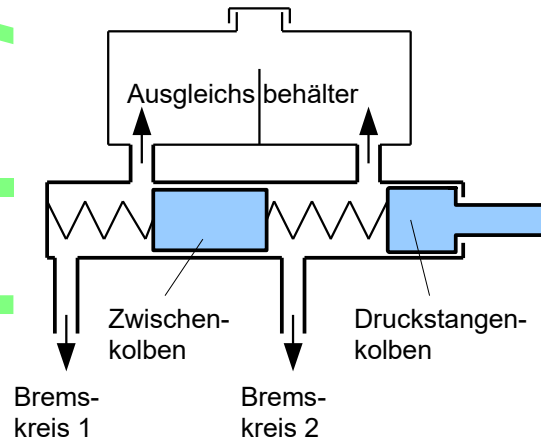 Ausgleichs behälter
Zwischen-
kolben
Druckstangen-
kolben
Brems-
kreis 1
Brems-
kreis 2